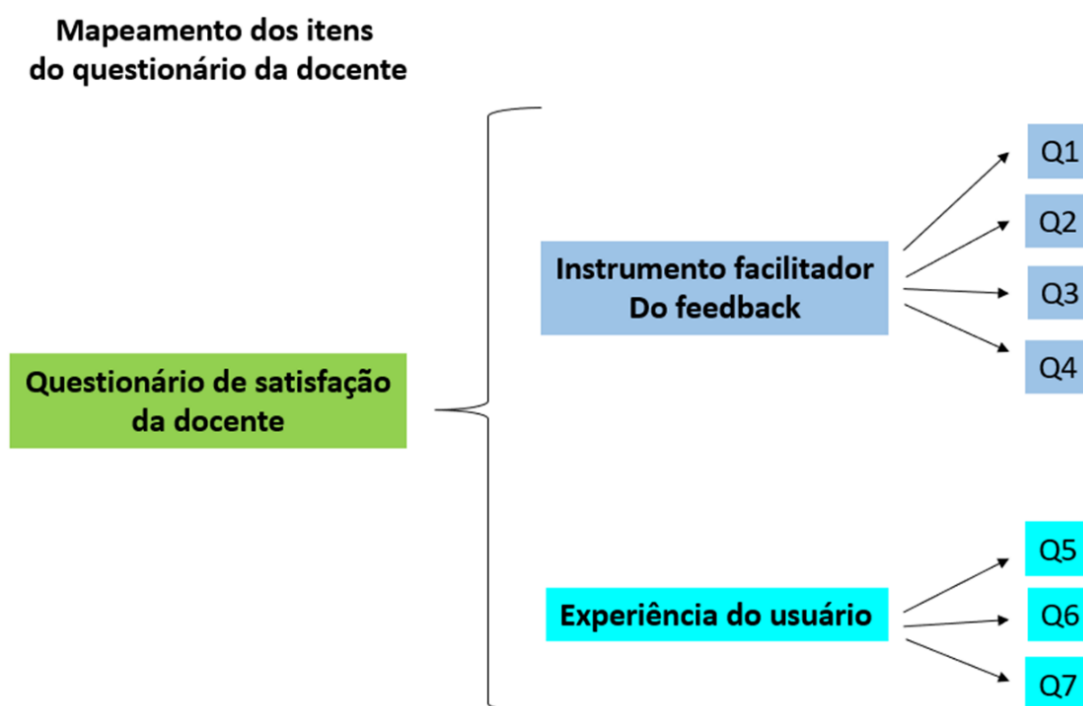 Mapeamento dos itens
do questionário da docente
Questionário de satisfação
da docente
Instrumento facilitador
Do feedback
Q1
Q2
Q3
Q4
Experiência do usuário
Q5
Q6
Q7